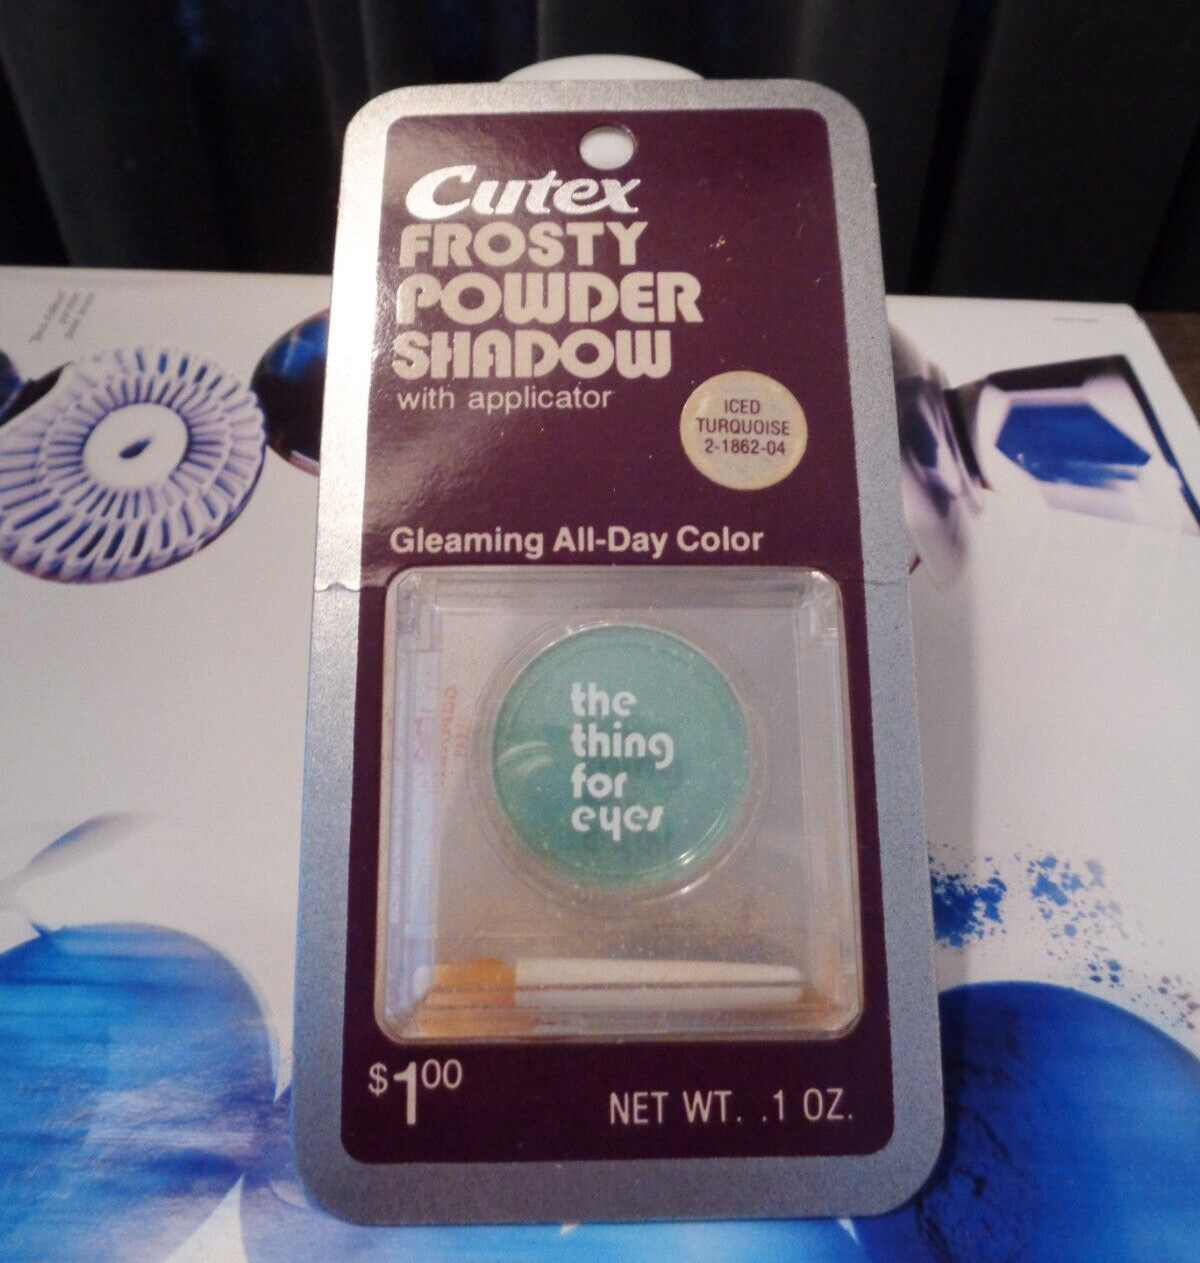 Cutex
FROSTY
POWDER
SHADOW
with applicator
ICED
TURQUOISE
2-1862-04
Gleaming All-Day Color
the
thing
for
eyes
$1.00
NET WT. .1 OZ.